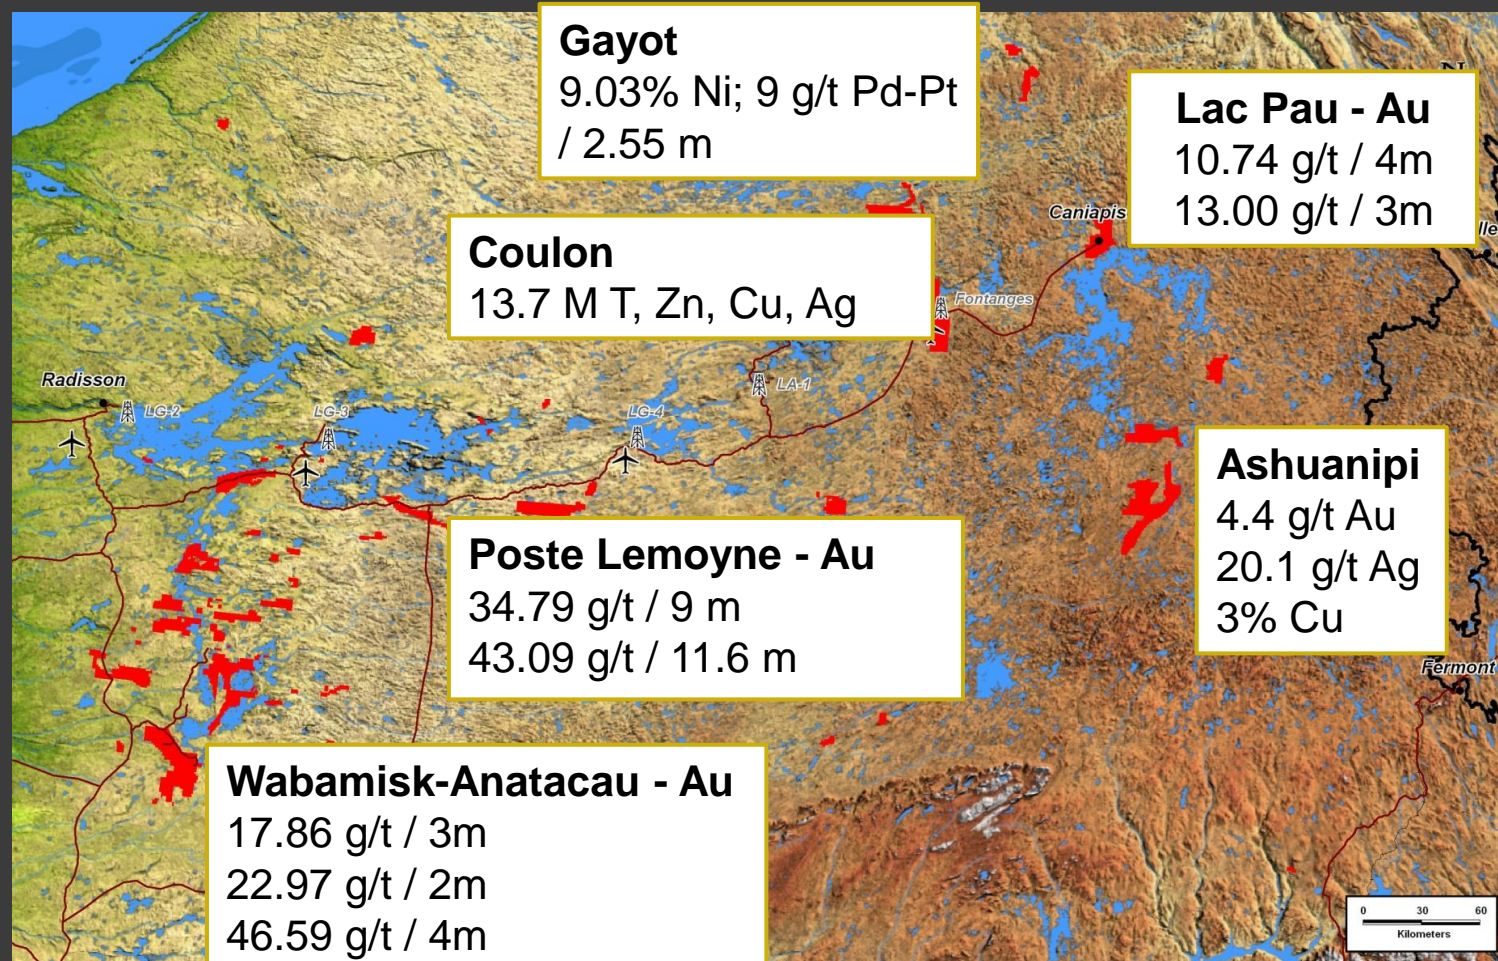 Gayot
9.03% Ni; 9 g/t Pd-Pt
/ 2.55 m
Lac Pau - Au
10.74 g/t / 4m
13.00 g/t / 3m
Caniapis
Coulon
13.7 M T, Zn, Cu, Ag
Fontanges
Radisson
LG-2
LG-3
LG-4
LA-1
Ashuanipi
4.4 g/t Au
20.1 g/t Ag
3% Cu
Poste Lemoyne - Au
34.79 g/t / 9 m
43.09 g/t / 11.6 m
Fermont
Wabamisk-Anatacau - Au
17.86 g/t / 3m
22.97 g/t / 2m
46.59 g/t / 4m
0 30 60
Kilometers